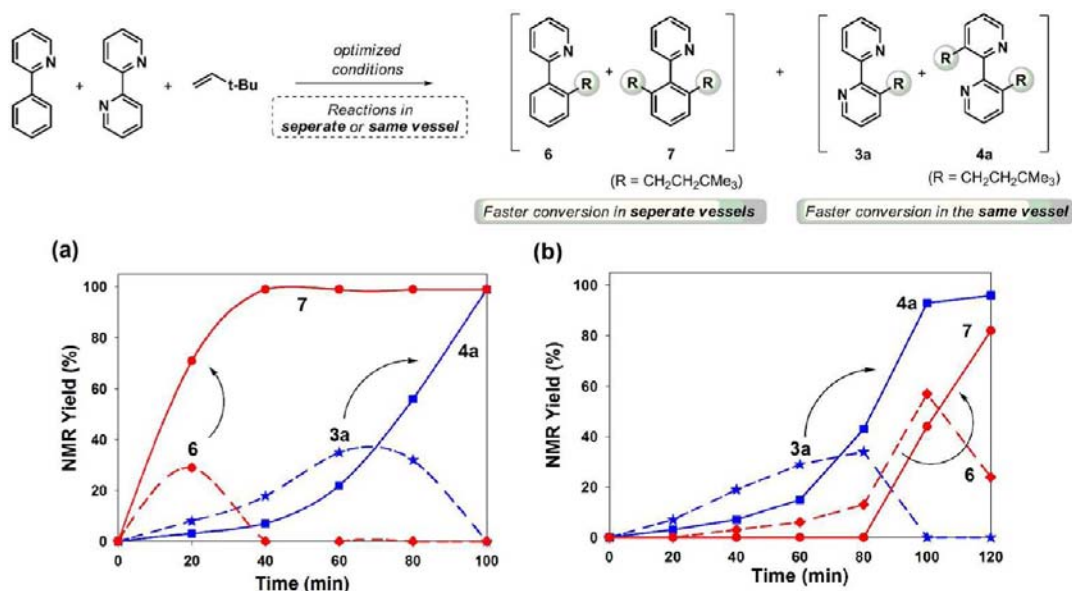 N
N
N
+
+
t-Bu
optimized
conditions
Reactions in
seperate or same vessel
N
R
+
N
R
R
+
N
N
R
+
R
N
N
R
6
7
3a
4a
(R = CH2CH2CMe3)
(R = CH2CH2CMe3)
Faster conversion in seperate vessels
Faster conversion in the same vessel
(a)
NMR Yield (%)
100
80
60
40
20
0
7
4a
6
3a
0
20
40
60
80
100
Time (min)
(b)
NMR Yield (%)
100
80
60
40
20
0
4a
7
3a
6
0
20
40
60
80
100
120
Time (min)